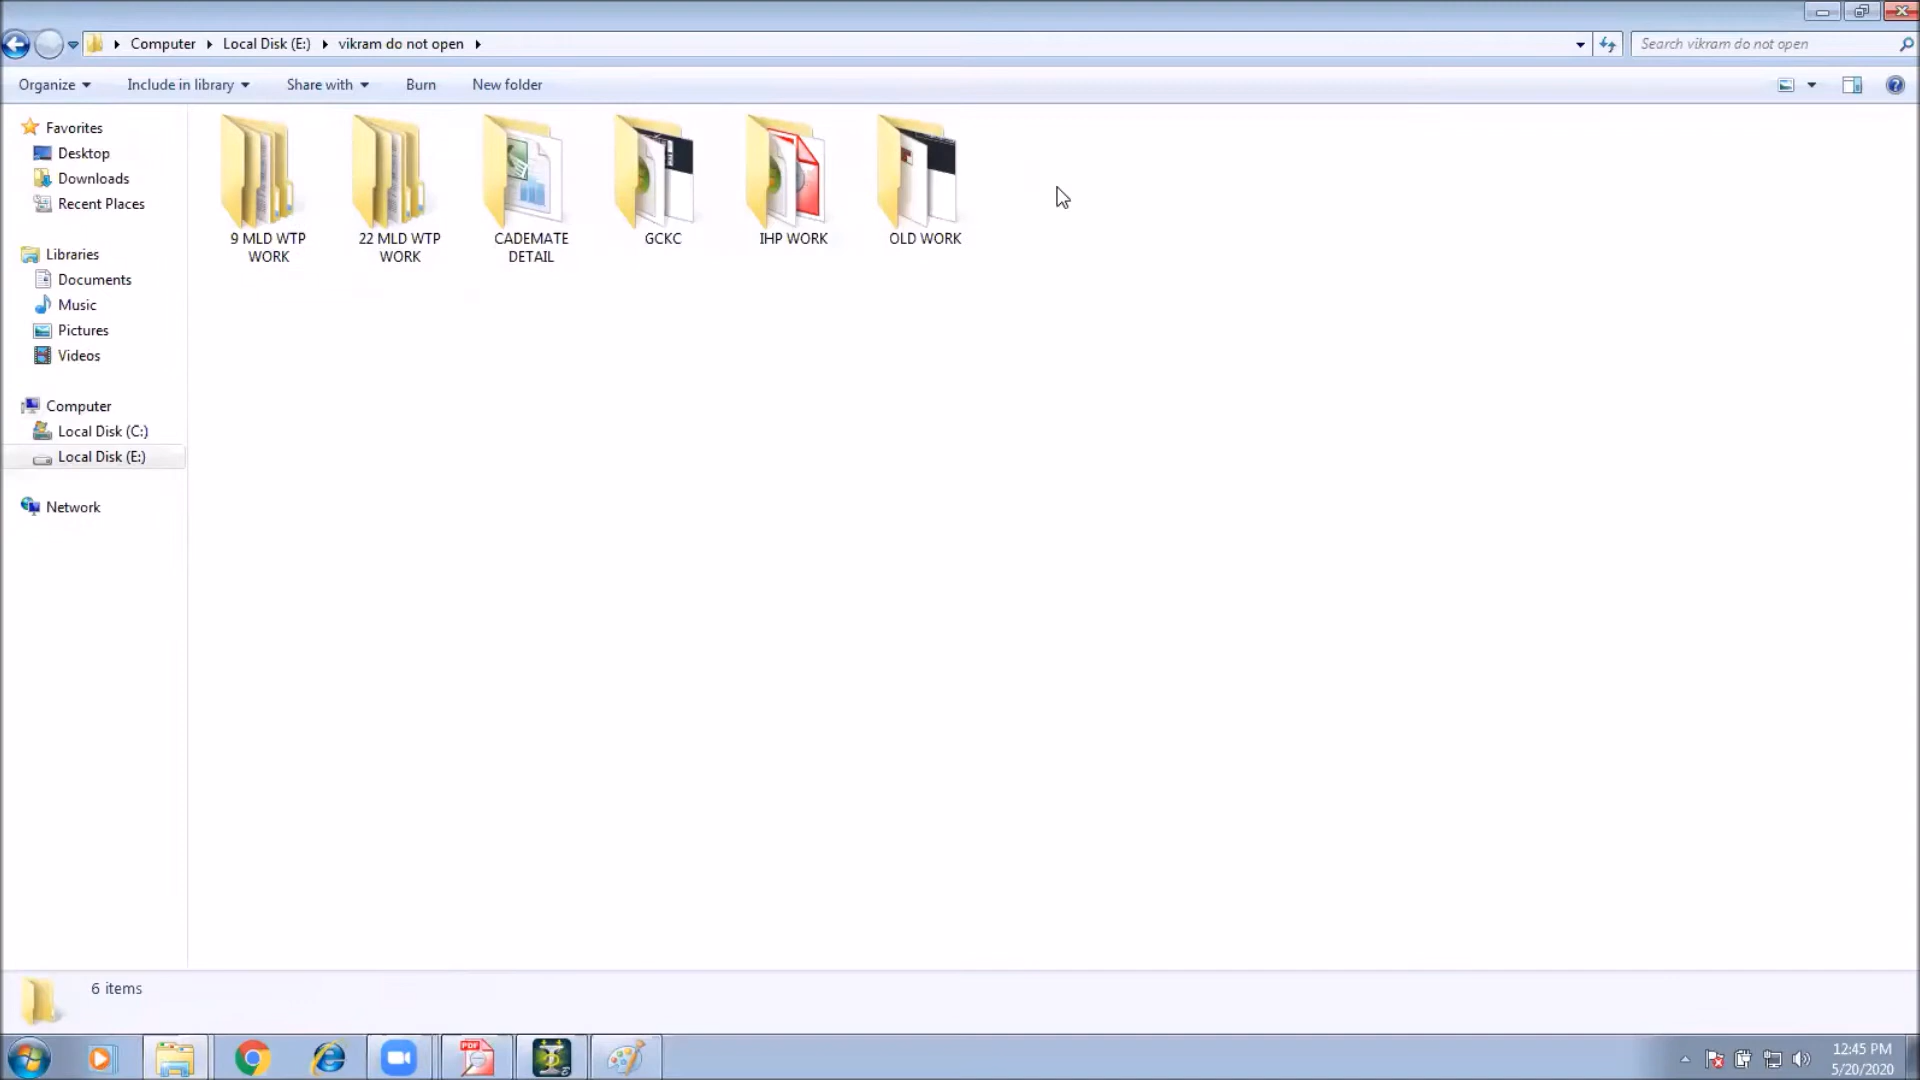 Computer Local Disk (E:) vikram do not open Search vikram do not open
Organize Include in library Share with Burn New folder
Favorites
Desktop
Downloads
Recent Places
Libraries
Documents
Music
Pictures
Videos
Computer
Local Disk (C:)
Local Disk (E:)
Network
9 MLD WTP
WORK
22 MLD WTP
WORK
CADEMATE
DETAIL
GCKC
IHP WORK
OLD WORK
6 items
PDF
12:45 PM
5/20/2020